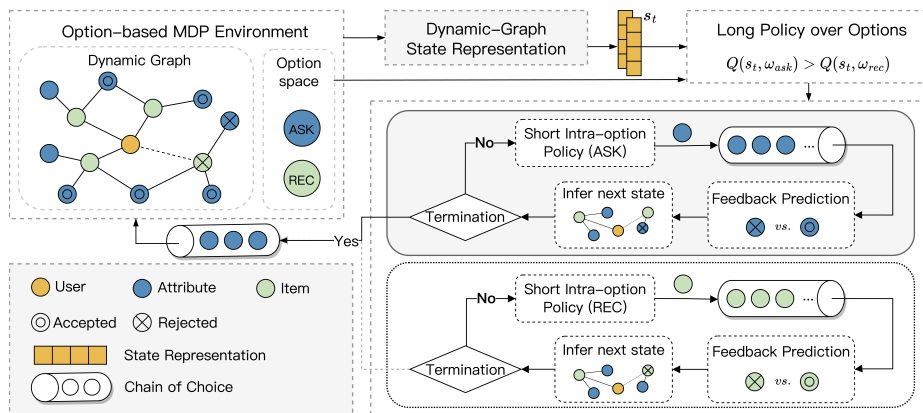 Option-based MDP Environment
Dynamic Graph
Option
space
ASK
REC
Dynamic-Graph
State Representation
s_t
Long Policy over Options
Q(s_t, ω_ask) > Q(s_t, ω_rec)
No
Short Intra-option
Policy (ASK)
...
Termination
Infer next state
Feedback Prediction
vs.
Yes
No
Short Intra-option
Policy (REC)
...
Termination
Infer next state
Feedback Prediction
vs.
User
Attribute
Item
Accepted
Rejected
State Representation
Chain of Choice